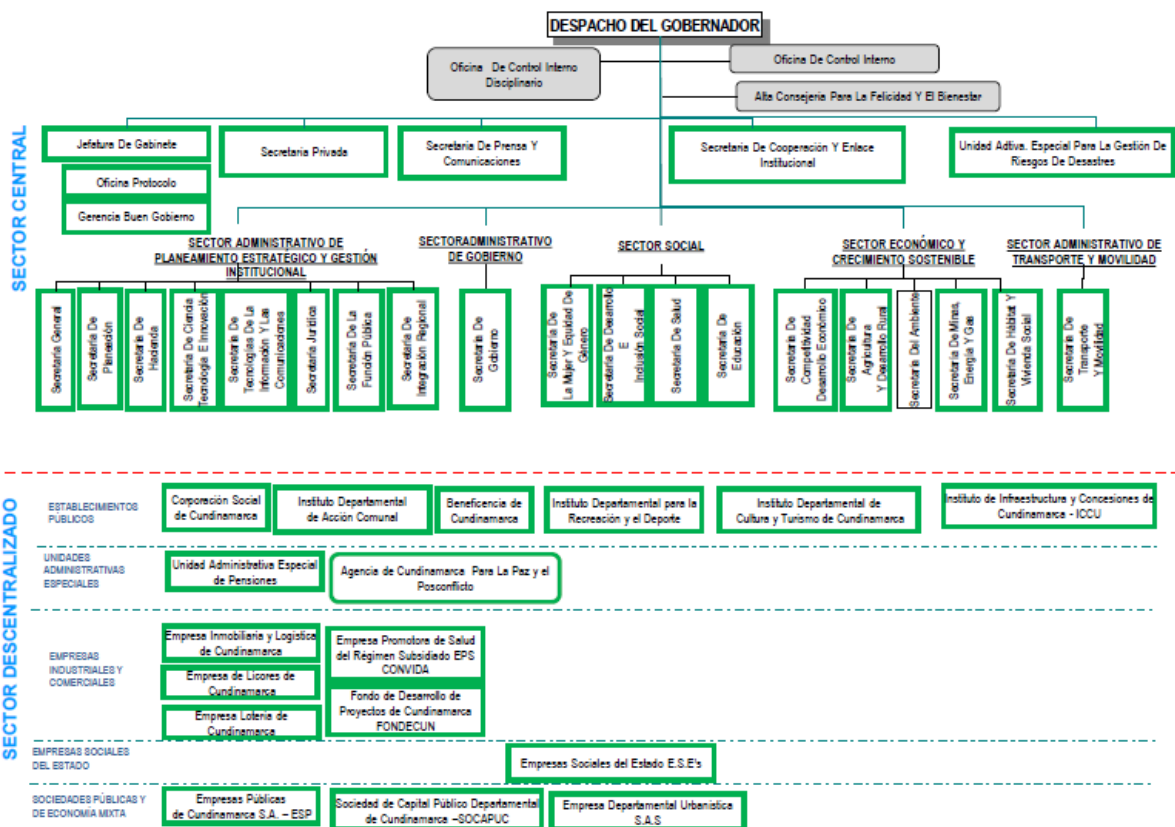 DESPACHO DEL GOBERNADOR
Oficina De Control Interno
Disciplinario
Oficina De Control Interno
Alta Consejería Para La Felicidad Y El Bienestar
SECTOR CENTRAL
Jefatura De Gabinete
Secretaria Privada
Secretaria De Prensa Y
Comunicaciones
Secretaria De Cooperación Y Enlace
Institucional
Unidad Adtiva. Especial Para La Gestión De
Riesgos De Desastres
Oficina Protocolo
Gerencia Buen Gobierno
SECTOR ADMINISTRATIVO DE
PLANEAMIENTO ESTRATÉGICO Y GESTIÓN
INSTITUCIONAL
SECTORADMINISTRATIVO
DE GOBIERNO
SECTOR SOCIAL
SECTOR ECONÓMICO Y
CRECIMIENTO SOSTENIBLE
SECTOR ADMINISTRATIVO DE
TRANSPORTE Y MOVILIDAD
Secretaría General
Secretaría De
Planeación
Secretaría De
Hacienda
Secretaría De Ciencia
Tecnología E Innovación
Secretaría De
Tecnologías De La
Información Y Las
Comunicaciones
Secretaría Jurídica
Secretaría De La
Función Pública
Secretaría De
Integración Regional
Secretaría De
Gobierno
Secretaría De
La Mujer Y Equidad De
Género
Secretaría De Desarrollo
E
Inclusión Social
Secretaría De Salud
Secretaría De
Educación
Secretaría De
Competitividad
Desarrollo Económico
Secretaría De
Agricultura
Y Desarrollo Rural
Secretaría Del Ambiente
Secretaría De Minas,
Energía Y Gas
Secretaría De Hábitat Y
Vivienda Social
Secretaría De
Transporte
Y Movilidad
SECTOR DESCENTRALIZADO
ESTABLECIMIENTOS
PÚBLICOS
Corporación Social
de Cundinamarca
Instituto Departamental
de Acción Comunal
Beneficencia de
Cundinamarca
Instituto Departamental para la
Recreación y el Deporte
Instituto Departamental de
Cultura y Turismo de Cundinamarca
Instituto de Infraestructura y Concesiones de
Cundinamarca - ICCU
UNIDADES
ADMINISTRATIVAS
ESPECIALES
Unidad Administrativa Especial
de Pensiones
Agencia de Cundinamarca Para La Paz y el
Posconflicto
EMPRESAS
INDUSTRIALES Y
COMERCIALES
Empresa Inmobiliaria y Logística
de Cundinamarca
Empresa de Licores de
Cundinamarca
Empresa Lotería de
Cundinamarca
Empresa Promotora de Salud
del Régimen Subsidiado EPS
CONVIDA
Fondo de Desarrollo de
Proyectos de Cundinamarca
FONDECUN
EMPRESAS SOCIALES
DEL ESTADO
Empresas Sociales del Estado E.S.E's
SOCIEDADES PÚBLICAS Y
DE ECONOMÍA MIXTA
Empresas Públicas
de Cundinamarca S.A. – ESP
Sociedad de Capital Público Departamental
de Cundinamarca –SOCAPUC
Empresa Departamental Urbanística
S.A.S